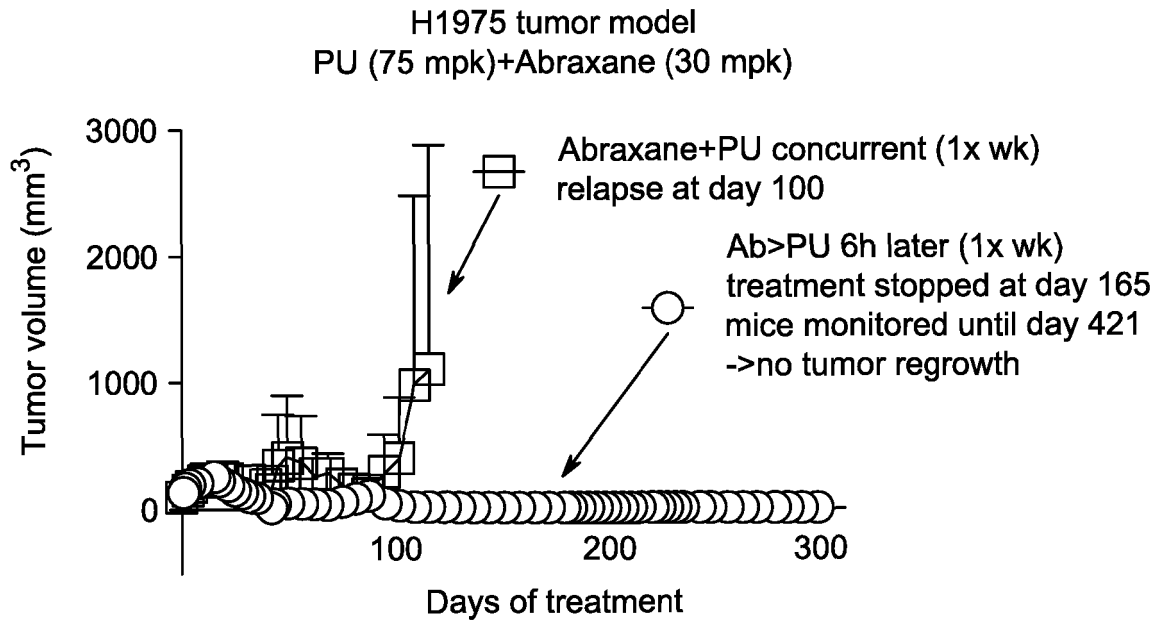 H1975 tumor model
PU (75 mpk)+Abraxane (30 mpk)
Tumor volume (mm³)
3000
2000
1000
0
Abraxane+PU concurrent (1x wk)
relapse at day 100
Ab>PU 6h later (1x wk)
treatment stopped at day 165
mice monitored until day 421
->no tumor regrowth
100
200
300
Days of treatment